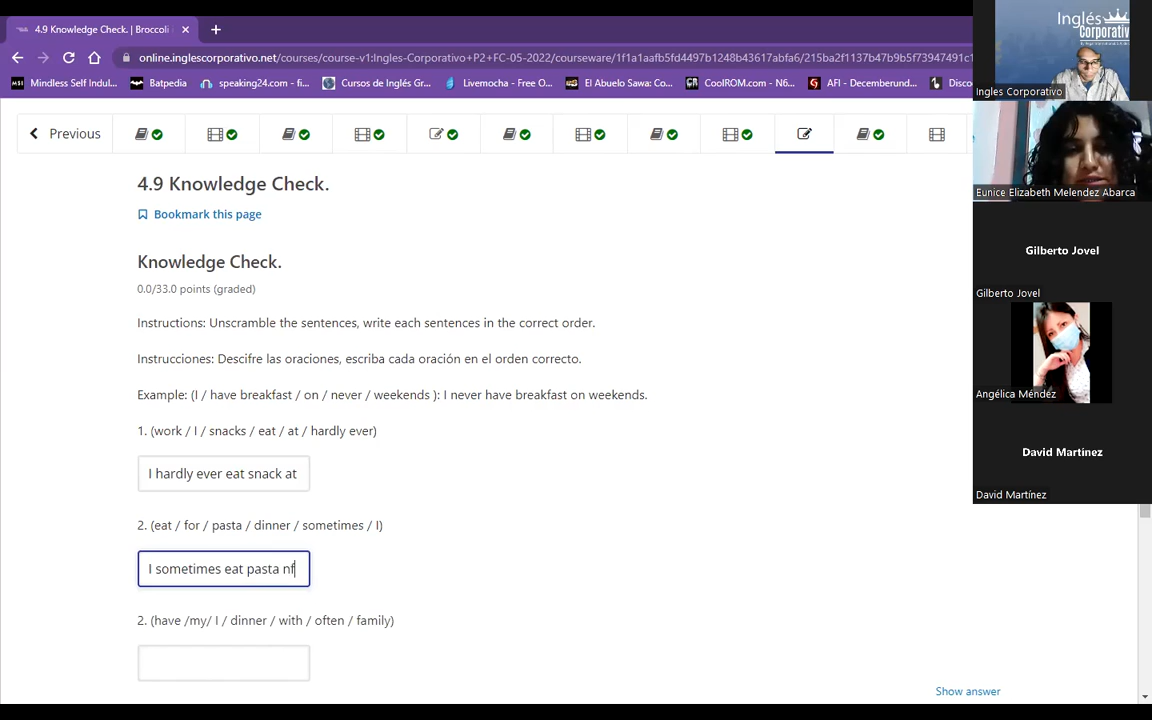 4.9 Knowledge Check. | Broccoli
online.inglescorporativo.net/courses/course-v1:Ingles-Corporativo+P2+FC-05-2022/courseware/1f1a1aafb5fd4497b1248b43617abfa6/215ba2f1137b47b9b5f73947491c1
Mindless Self Indul... Batpedia speaking24.com - fi... Cursos de Inglés Gr... Livemocha - Free O... El Abuelo Sawa: Co... CoolROM.com - N6... AFI - Decemberund... Disco
Previous
4.9 Knowledge Check.
Bookmark this page
Knowledge Check.
0.0/33.0 points (graded)
Instructions: Unscramble the sentences, write each sentences in the correct order.
Instrucciones: Descifre las oraciones, escriba cada oración en el orden correcto.
Example: (I / have breakfast / on / never / weekends ): I never have breakfast on weekends.
1. (work / I / snacks / eat / at / hardly ever)
I hardly ever eat snack at
2. (eat / for / pasta / dinner / sometimes / I)
I sometimes eat pasta nf
2. (have /my/ I / dinner / with / often / family)
Show answer
Inglés
Corporativo
Ingles Corporativo
Eunice Elizabeth Melendez Abarca
Gilberto Jovel
Gilberto Jovel
Angélica Méndez
David Martinez
David Martínez